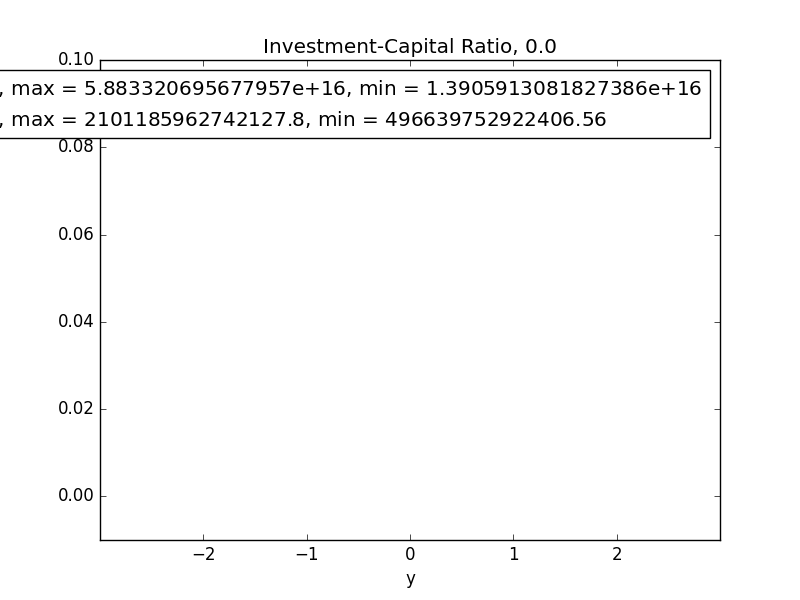 Investment-Capital Ratio, 0.0
0.10
, max = 5.883320695677957e+16, min = 1.3905913081827386e+16
, max = 2101185962742127.8, min = 496639752922406.56
0.08
0.06
0.04
0.02
0.00
−2 −1 0 1 2
y